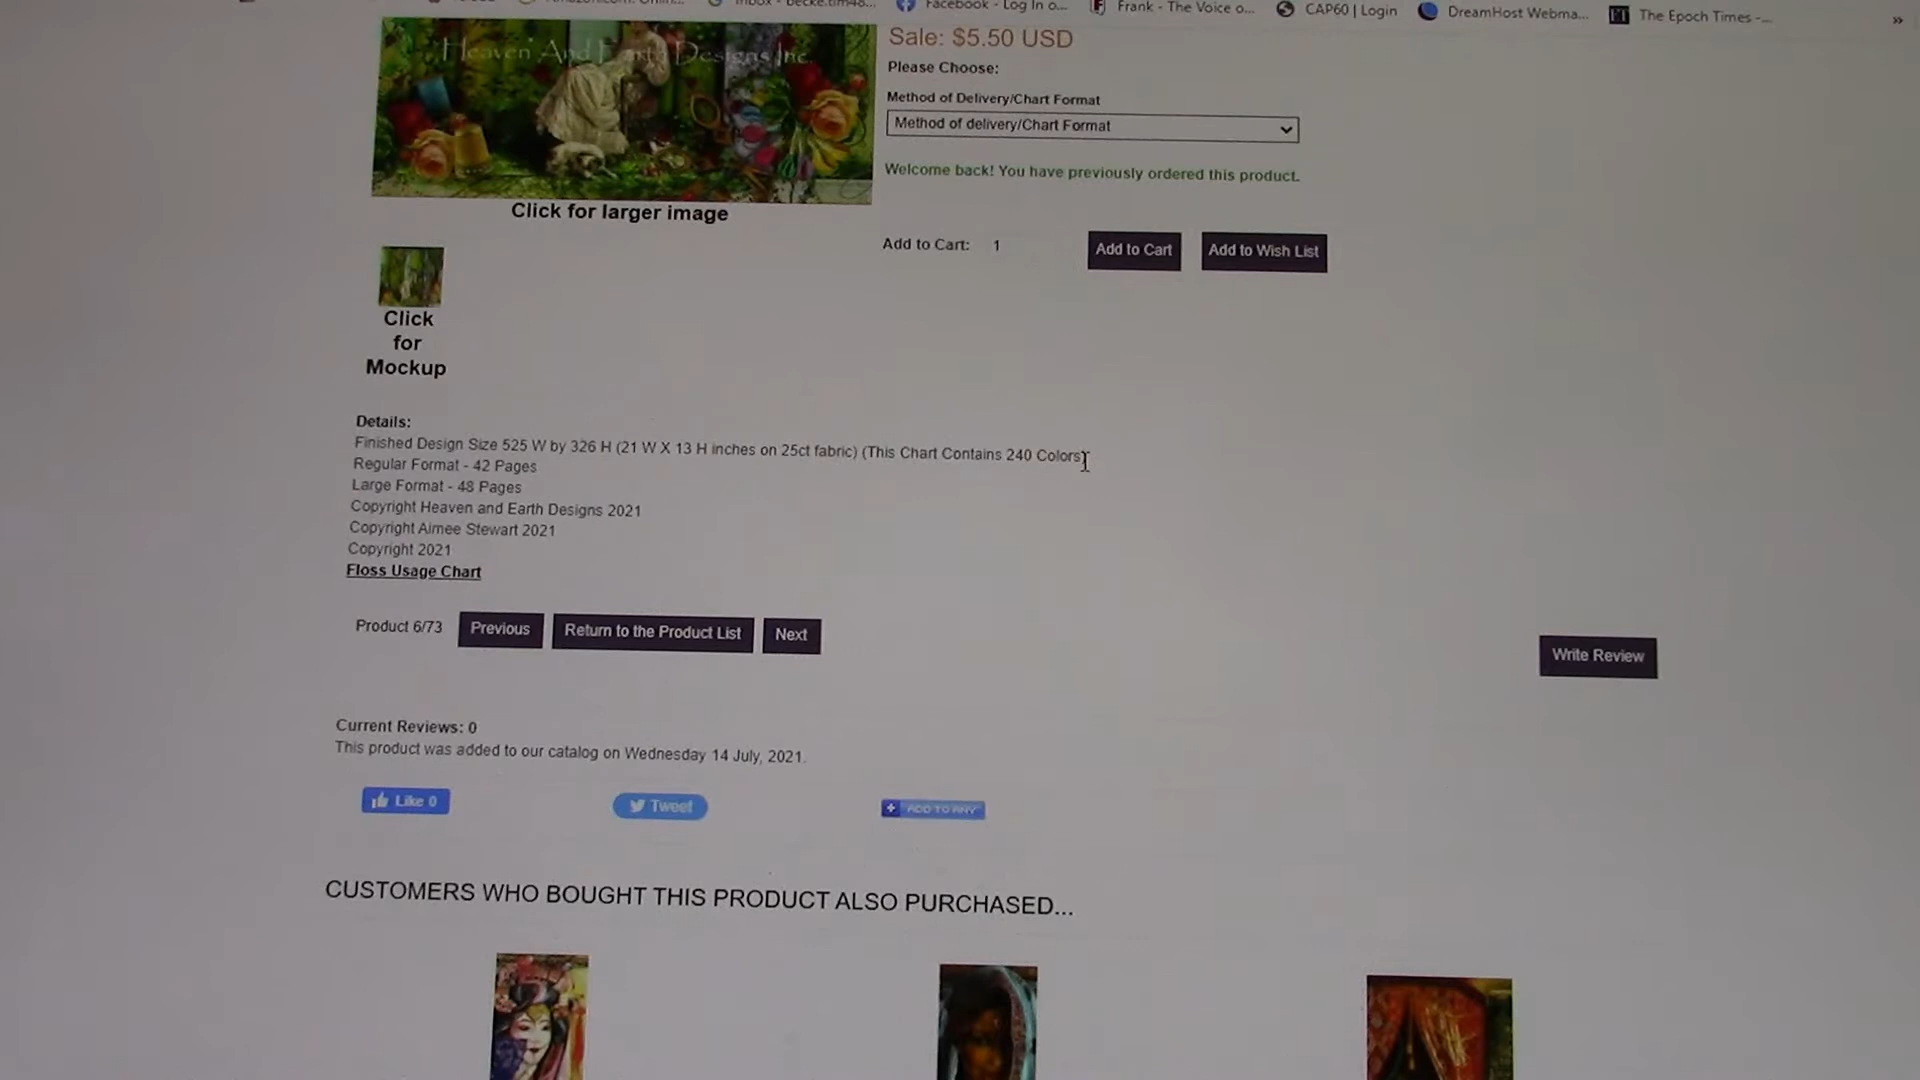 Facebook - Log In o...
Frank - The Voice o...
CAP60 | Login
DreamHost Webma...
The Epoch Times -...
»
Heaven And Earth Designs Inc.
Sale: $5.50 USD
Please Choose:
Method of Delivery/Chart Format
Method of delivery/Chart Format
Welcome back! You have previously ordered this product.
Click for larger image
Add to Cart: 1
Add to Cart
Add to Wish List
Click
for
Mockup
Details:
Finished Design Size 525 W by 326 H (21 W X 13 H inches on 25ct fabric) (This Chart Contains 240 Colors)
Regular Format - 42 Pages
Large Format - 48 Pages
Copyright Heaven and Earth Designs 2021
Copyright Aimee Stewart 2021
Copyright 2021
Floss Usage Chart
Product 6/73
Previous
Return to the Product List
Next
Write Review
Current Reviews: 0
This product was added to our catalog on Wednesday 14 July, 2021.
Like 0
Tweet
ADD TO ANY
CUSTOMERS WHO BOUGHT THIS PRODUCT ALSO PURCHASED...